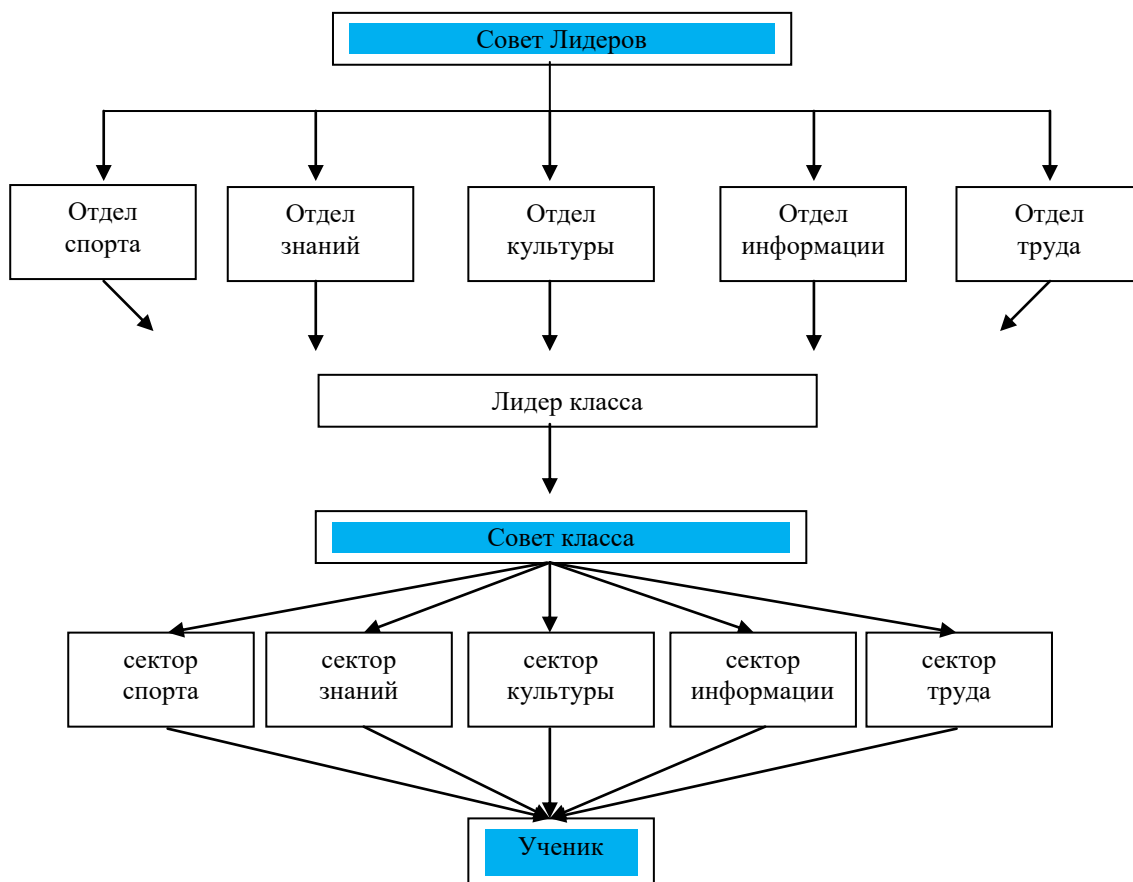 Совет Лидеров
Отдел
спорта
Отдел
знаний
Отдел
культуры
Отдел
информации
Отдел
труда
Лидер класса
Совет класса
сектор
спорта
сектор
знаний
сектор
культуры
сектор
информации
сектор
труда
Ученик